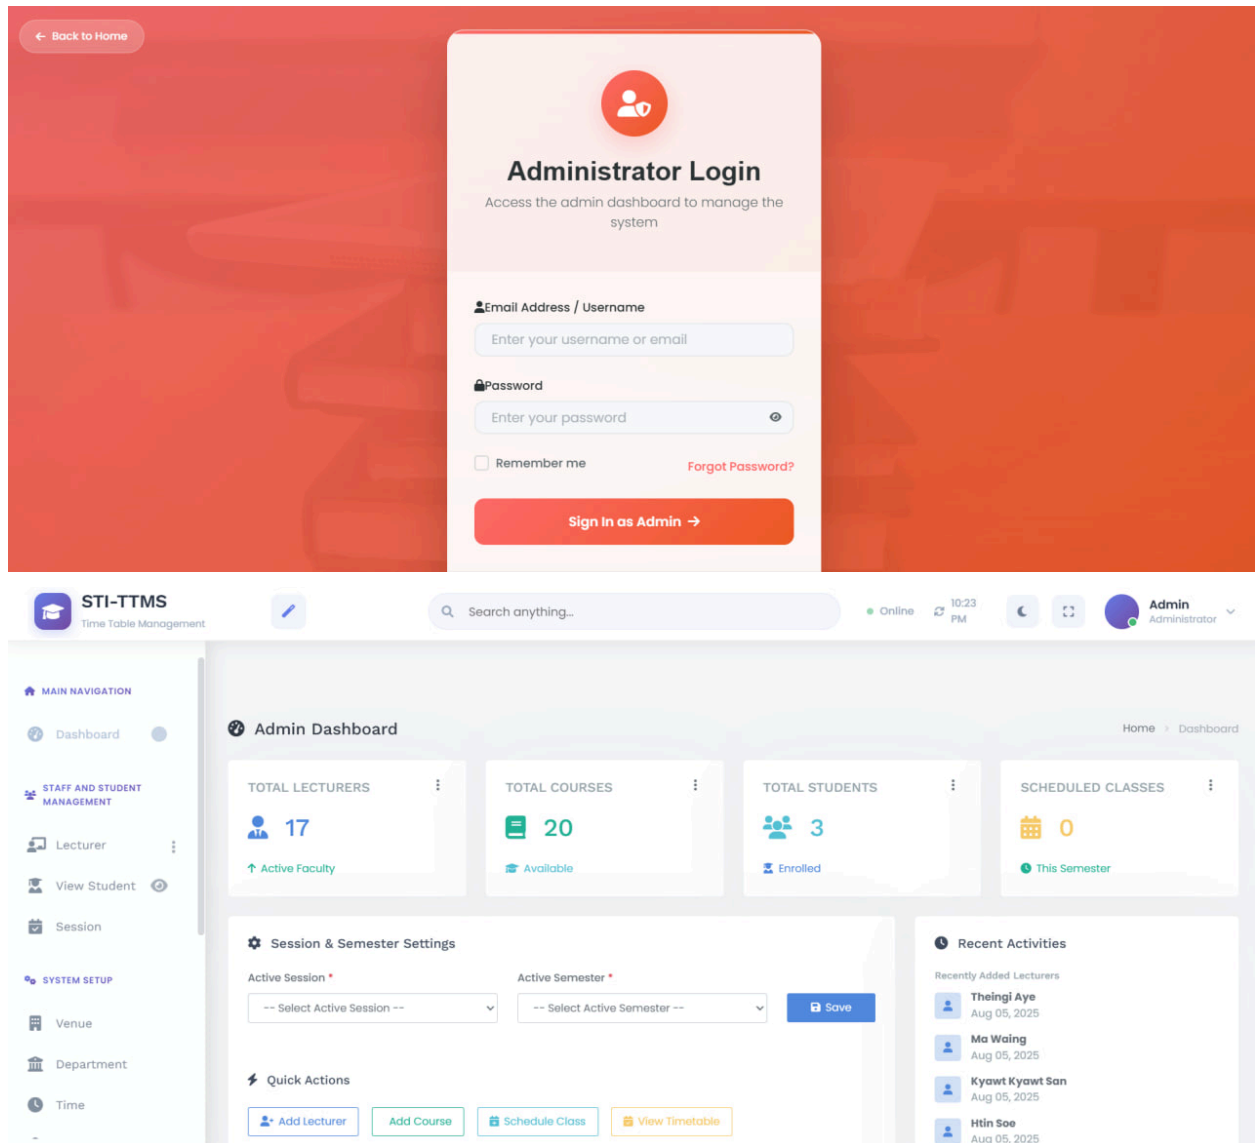 Back to Home
Administrator Login
Access the admin dashboard to manage the
system
Email Address / Username
Enter your username or email
Password
Enter your password
Remember me
Forgot Password?
Sign In as Admin
STI-TTMS
Time Table Management
Search anything...
Online
10:23
PM
Admin
Administrator
MAIN NAVIGATION
Dashboard
STAFF AND STUDENT
MANAGEMENT
Lecturer
View Student
Session
SYSTEM SETUP
Venue
Department
Time
Admin Dashboard
Home > Dashboard
TOTAL LECTURERS
17
Active Faculty
TOTAL COURSES
20
Available
TOTAL STUDENTS
3
Enrolled
SCHEDULED CLASSES
0
This Semester
Session & Semester Settings
Active Session *
-- Select Active Session --
Active Semester *
-- Select Active Semester --
Save
Quick Actions
Add Lecturer
Add Course
Schedule Class
View Timetable
Recent Activities
Recently Added Lecturers
Theingi Aye
Aug 05, 2025
Ma Waing
Aug 05, 2025
Kyawt Kyawt San
Aug 05, 2025
Htin Soe
Aug 05, 2025